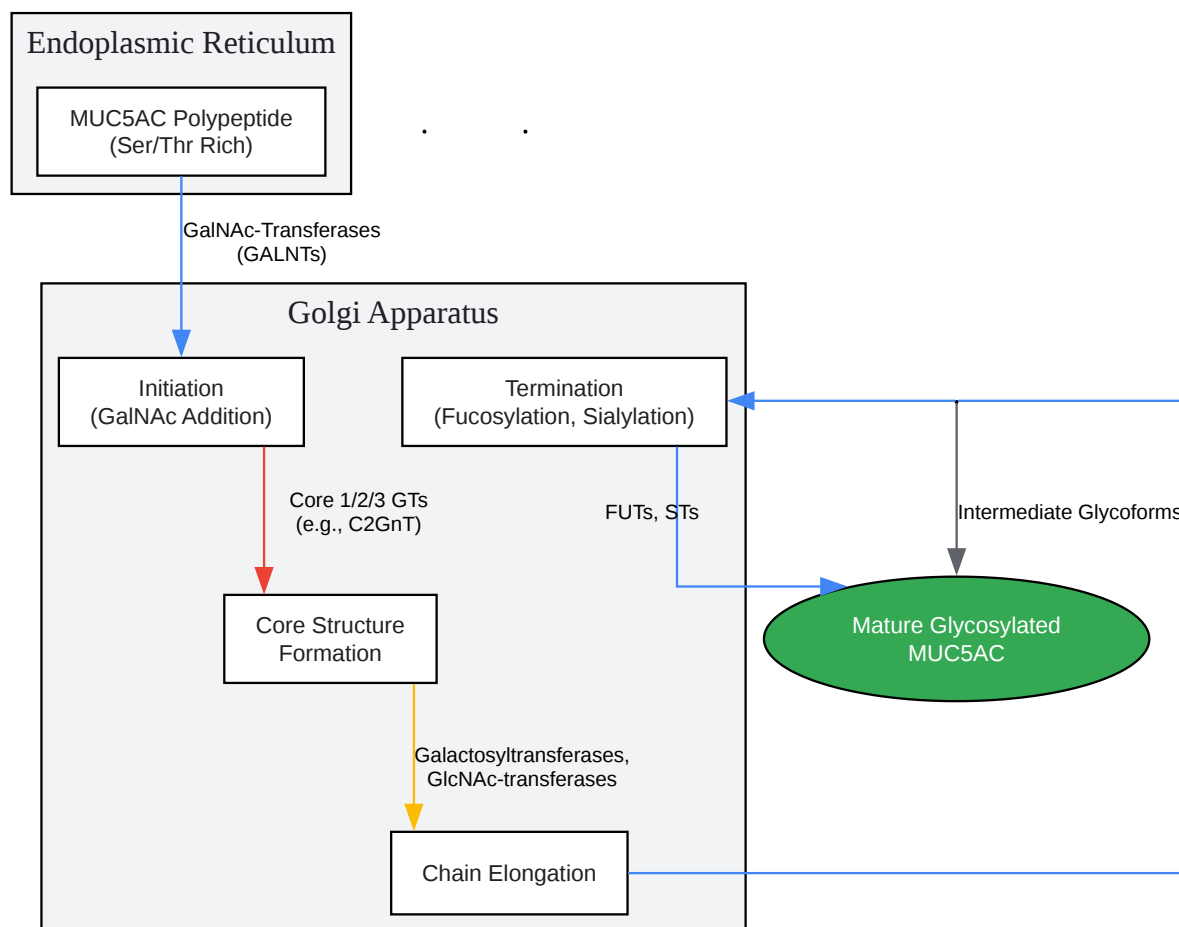 Endoplasmic Reticulum
MUC5AC Polypeptide
(Ser/Thr Rich)
GalNAc-Transferases
(GALNTs)
Golgi Apparatus
Initiation
(GalNAc Addition)
Termination
(Fucosylation, Sialylation)
Core 1/2/3 GTs
(e.g., C2GnT)
FUTs, STs
Intermediate Glycoforms
Core Structure
Formation
Mature Glycosylated
MUC5AC
Galactosyltransferases,
GlcNAc-transferases
Chain Elongation